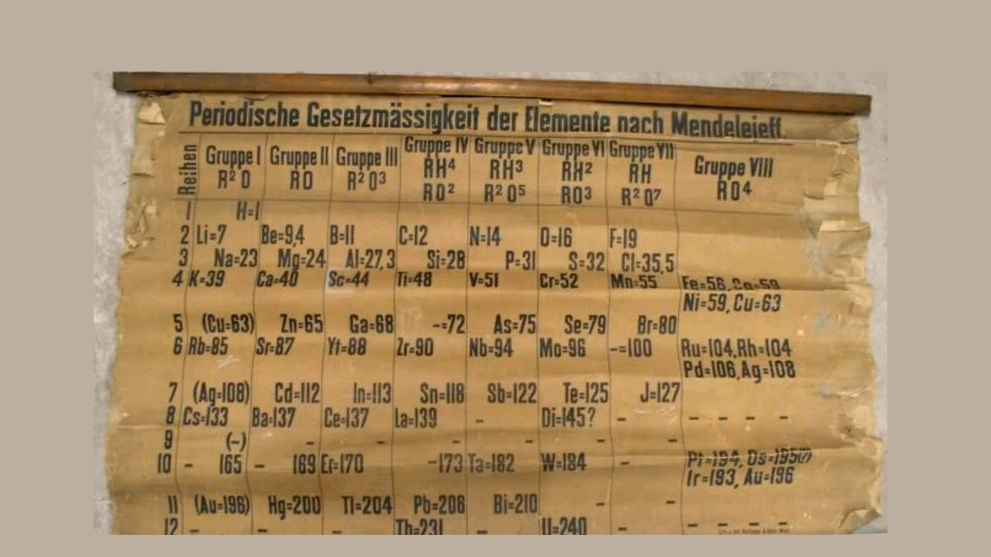 Periodische Gesetzmässigkeit der Elemente nach Mendelejeff.
Reihen Gruppe I Gruppe II Gruppe III Gruppe IV Gruppe V Gruppe VI Gruppe VII Gruppe VIII
RH⁴ RH³ RH² RH
R²O RO R²O³ RO² R²O⁵ RO³ R²O⁷ RO⁴
1 H=1
2 Li=7 Be=9,4 B=11 C=12 N=14 O=16 F=19
3 Na=23 Mg=24 Al=27,3 Si=28 P=31 S=32 Cl=35,5
4 K=39 Ca=40 Sc=44 Ti=48 V=51 Cr=52 Mn=55 Fe=56, Co=59
Ni=59, Cu=63
5 (Cu=63) Zn=65 Ga=68 -=72 As=75 Se=79 Br=80
6 Rb=85 Sr=87 Yt=88 Zr=90 Nb=94 Mo=96 -=100 Ru=104, Rh=104
Pd=106, Ag=108
7 (Ag=108) Cd=112 In=113 Sn=118 Sb=122 Te=125 J=127
8 Cs=133 Ba=137 Ce=137 La=139 - Di=145? - - - - -
9 (-) - - - - - -
10 - 165 - 169 Er=170 -173 Ta=182 W=184 - Pt=194, Os=195(?)
Ir=193, Au=196
11 (Au=196) Hg=200 Tl=204 Pb=206 Bi=210 - -
12 - - - Th=231 - U=240 - - - - -